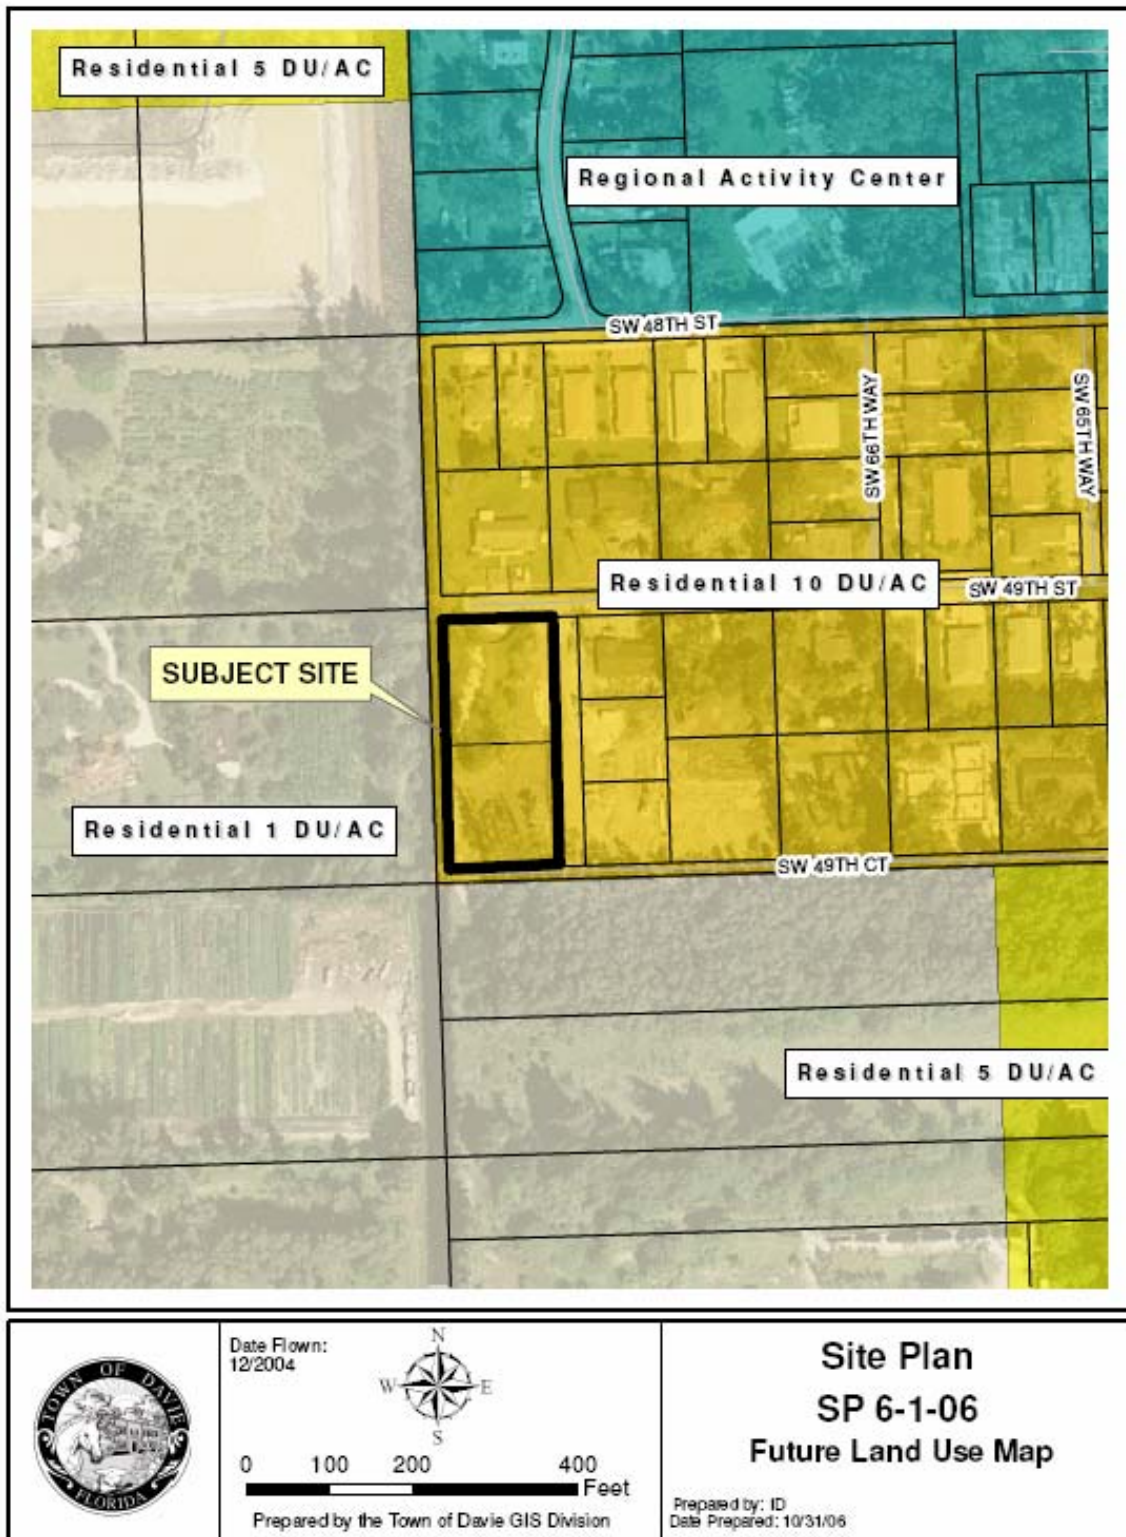 Residential 5 DU/AC
Regional Activity Center
SW 48TH ST
SW 66TH WAY
SW 65TH WAY
Residential 10 DU/AC
SW 49TH ST
SUBJECT SITE
Residential 1 DU/AC
SW 49TH CT
Residential 5 DU/AC
TOWN OF DAVIE
FLORIDA
Date Flown:
12/2004
N
W E
S
0 100 200 400
Feet
Prepared by the Town of Davie GIS Division
Site Plan
SP 6-1-06
Future Land Use Map
Prepared by: ID
Date Prepared: 10/31/06